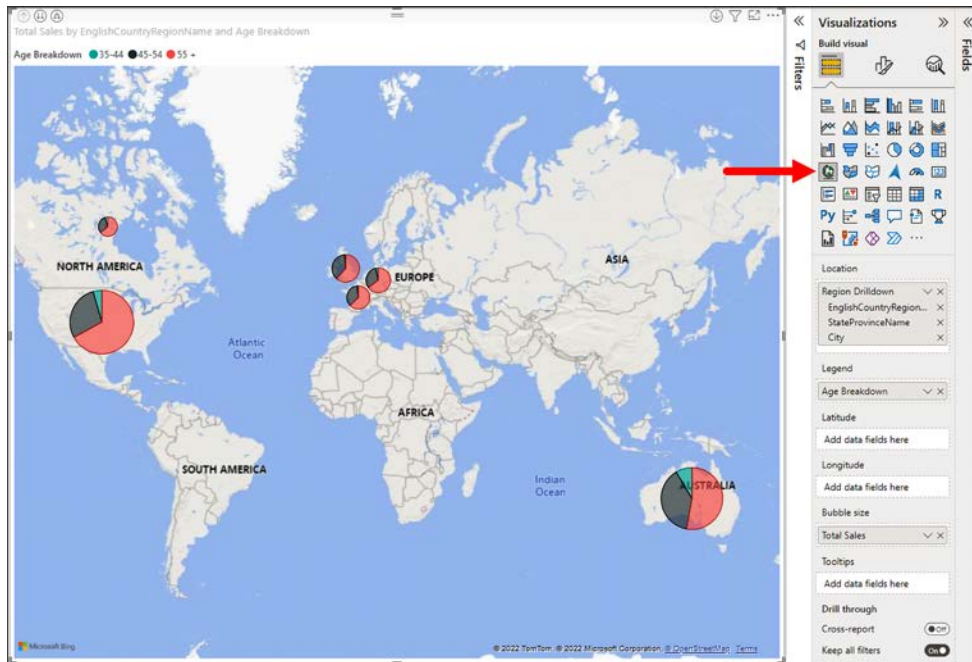 Total Sales by EnglishCountryRegionName and Age Breakdown
Age Breakdown 35-44 45-54 55 +
NORTH AMERICA
EUROPE
ASIA
Atlantic
Ocean
AFRICA
SOUTH AMERICA
Indian
Ocean
AUSTRALIA
Microsoft Bing
© 2022 TomTom, © 2022 Microsoft Corporation, © OpenStreetMap Terms
Filters
Visualizations
Build visual
R
Py
123
Location
Region Drilldown
EnglishCountryRegion...
StateProvinceName
City
Legend
Age Breakdown
Latitude
Add data fields here
Longitude
Add data fields here
Bubble size
Total Sales
Tooltips
Add data fields here
Drill through
Cross-report
Off
Keep all filters
On
Fields